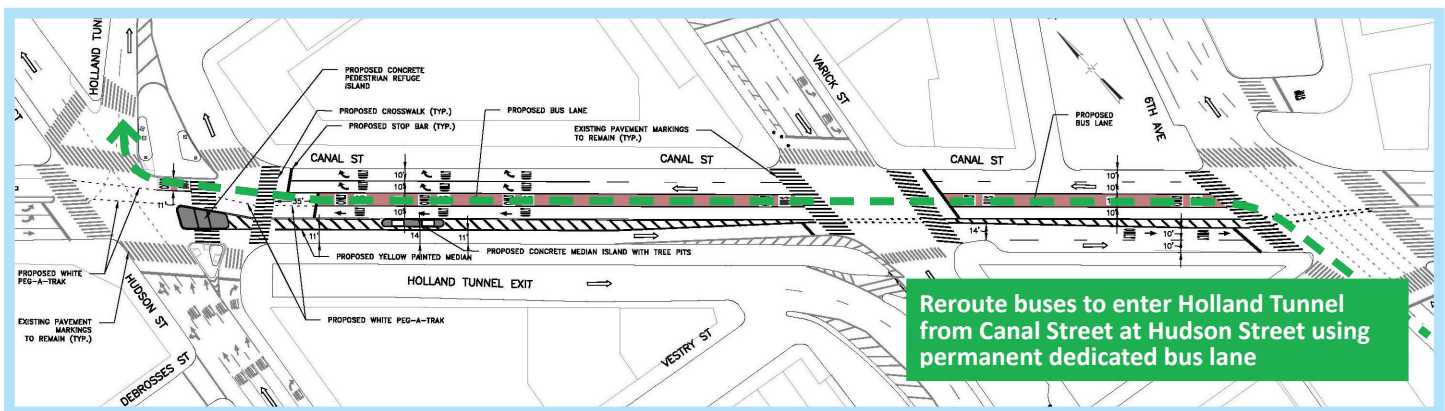 HOLLAND TUN
PROPOSED CONCRETE
PEDESTRIAN REFUGE
ISLAND
PROPOSED CROSSWALK (TYP.)
PROPOSED STOP BAR (TYP.)
PROPOSED BUS LANE
EXISTING PAVEMENT MARKINGS
TO REMAIN (TYP.)
VARICK ST
PROPOSED
BUS LANE
6TH AVE
CANAL ST
CANAL ST
CANAL ST
10'
10'
10'
11'
11'
14'
11'
10'
10'
10'
14'
10'
10'
11'
PROPOSED CONCRETE MEDIAN ISLAND WITH TREE PITS
PROPOSED YELLOW PAINTED MEDIAN
PROPOSED WHITE
PEG-A-TRAK
HOLLAND TUNNEL EXIT
PROPOSED WHITE PEG-A-TRAK
EXISTING PAVEMENT
MARKINGS
TO REMAIN (TYP.)
HUDSON ST
DEBROSSES ST
VESTRY ST
Reroute buses to enter Holland Tunnel
from Canal Street at Hudson Street using
permanent dedicated bus lane